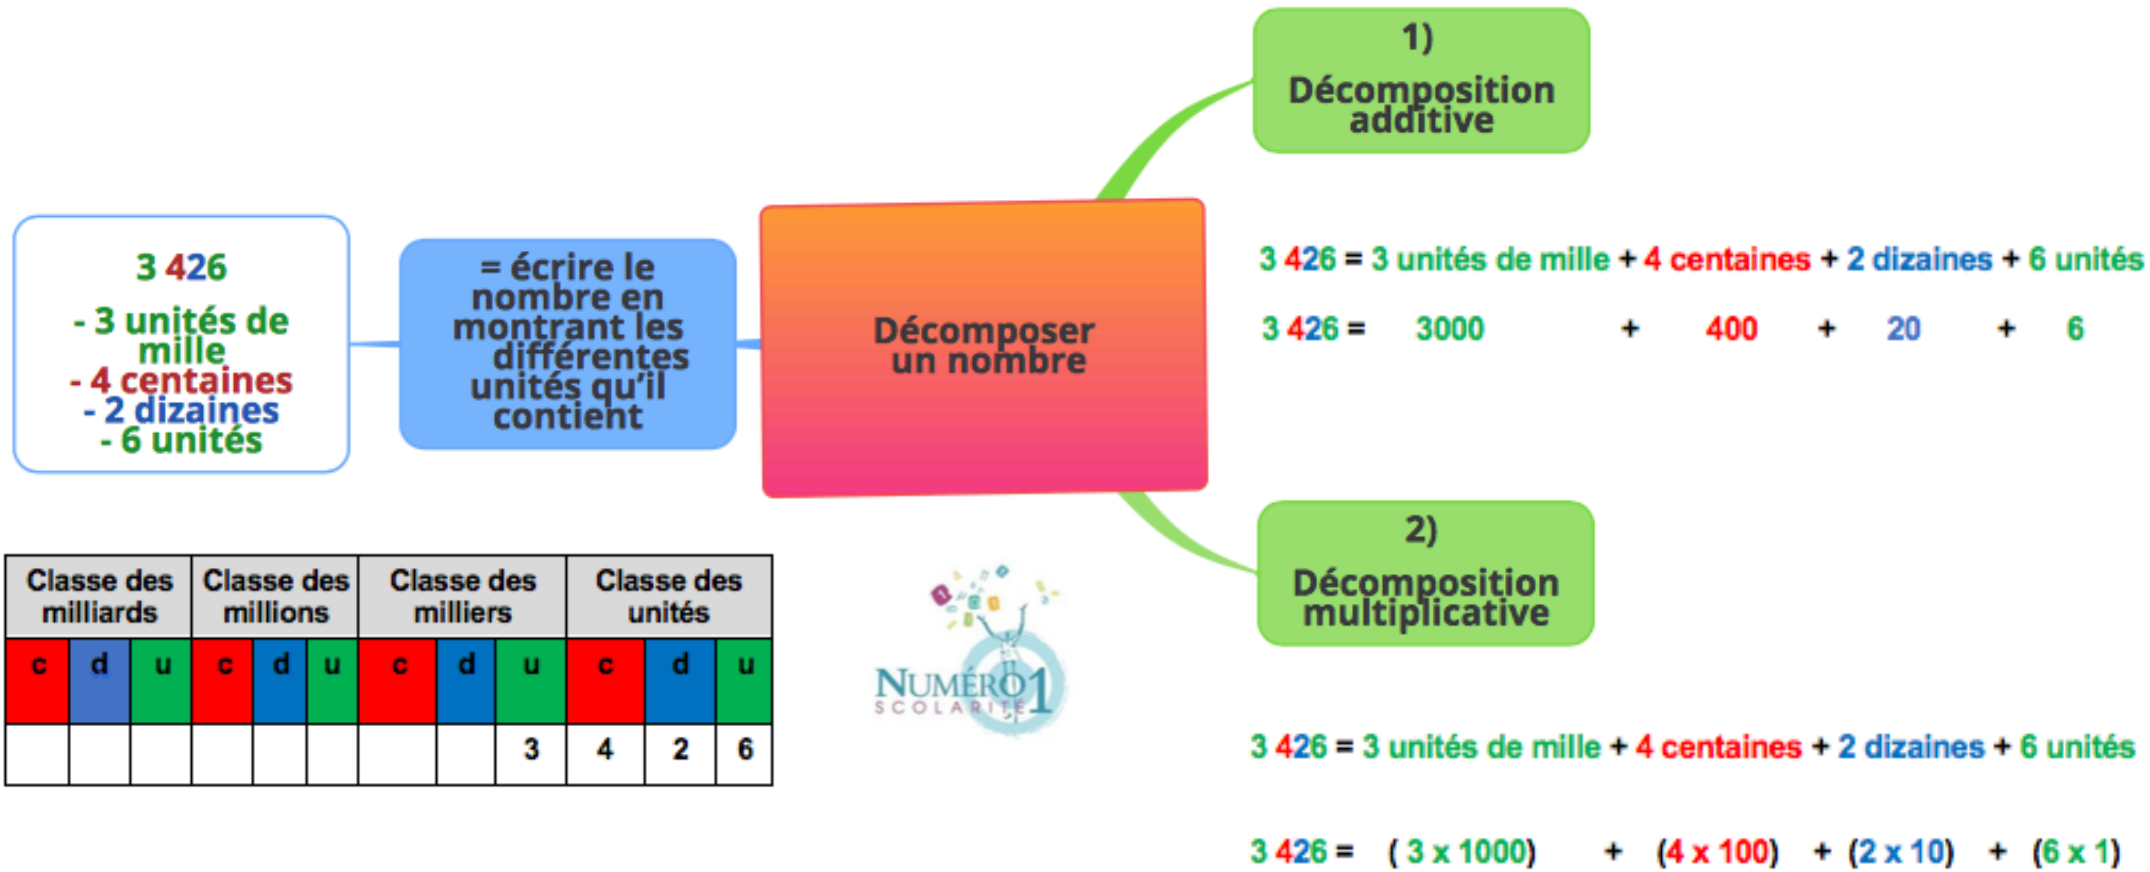 1)
Décomposition
additive
3 426 = 3 unités de mille + 4 centaines + 2 dizaines + 6 unités
3 426 = 3000 + 400 + 20 + 6
Décomposer
un nombre
= écrire le
nombre en
montrant les
différentes
unités qu'il
contient
3 426
- 3 unités de
mille
- 4 centaines
- 2 dizaines
- 6 unités
Classe des milliards Classe des millions Classe des milliers Classe des unités
c d u c d u c d u c d u
3 4 2 6
NUMÉRO1
SCOLARITÉ
2)
Décomposition
multiplicative
3 426 = 3 unités de mille + 4 centaines + 2 dizaines + 6 unités
3 426 = ( 3 x 1000) + (4 x 100) + (2 x 10) + (6 x 1)